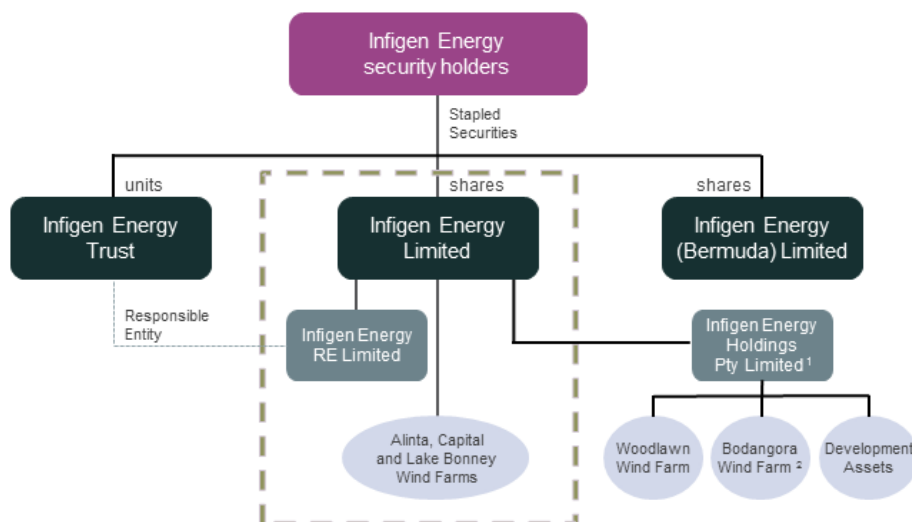 Infigen Energy
security holders
Stapled
Securities
units
shares
shares
Infigen Energy
Trust
Infigen Energy
Limited
Infigen Energy
(Bermuda) Limited
Responsible
Entity
Infigen Energy
RE Limited
Infigen Energy
Holdings
Pty Limited ¹
Alinta, Capital
and Lake Bonney
Wind Farms
Woodlawn
Wind Farm
Bodangora
Wind Farm ²
Development
Assets